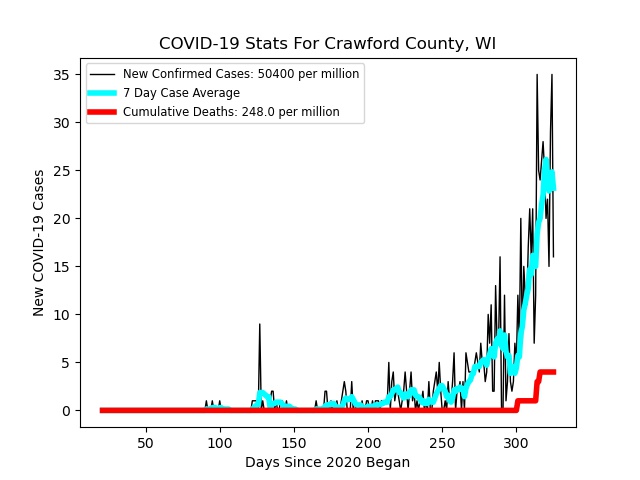 COVID-19 Stats For Crawford County, WI
New Confirmed Cases: 50400 per million
7 Day Case Average
Cumulative Deaths: 248.0 per million
New COVID-19 Cases
35
30
25
20
15
10
5
0
50 100 150 200 250 300
Days Since 2020 Began